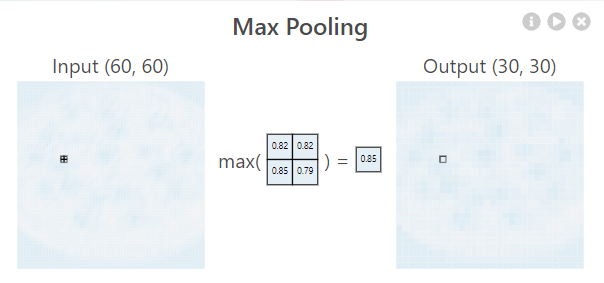 Max Pooling
Input (60, 60)
Output (30, 30)
max( 0.82 0.82
0.85 0.79 ) = 0.85